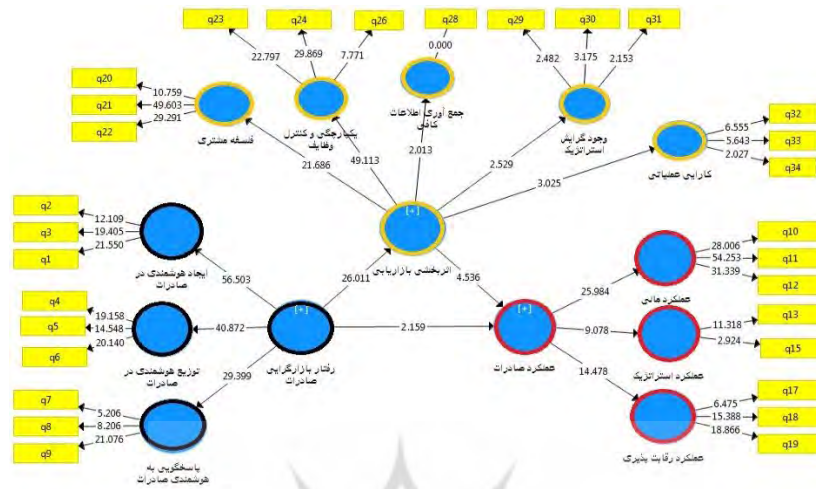 q23
q24
q26
q28
q29
q30
q31
22.797
29.869
7.771
0.000
2.482
3.175
2.153
q20
q21
q22
10.759
49.603
29.291
فلسفه مشتری
یکپارچگی و کنترل
وظایف
جمع آوری اطلاعات
کافی
وجود گرایش
استراتژیک
q32
q33
q34
6.555
5.643
2.027
کارایی عملیاتی
21.686
49.113
2.013
2.529
3.025
[+]
اثربخشی بازاریابی
q2
q3
q1
12.109
19.405
21.550
ایجاد هوشمندی در
صادرات
56.503
26.011
4.536
q10
q11
q12
28.006
54.253
31.339
عملکرد مالی
25.984
q4
q5
q6
19.158
14.548
20.140
توزیع هوشمندی در
صادرات
40.872
[+]
رفتار بازارگرایی
صادرات
2.159
[+]
عملکرد صادرات
9.078
q13
q15
11.318
2.924
عملکرد استراتژیک
29.399
14.478
q7
q8
q9
5.206
8.206
21.076
پاسخگویی به
هوشمندی صادرات
q17
q18
q19
6.475
15.388
18.866
عملکرد رقابت پذیری